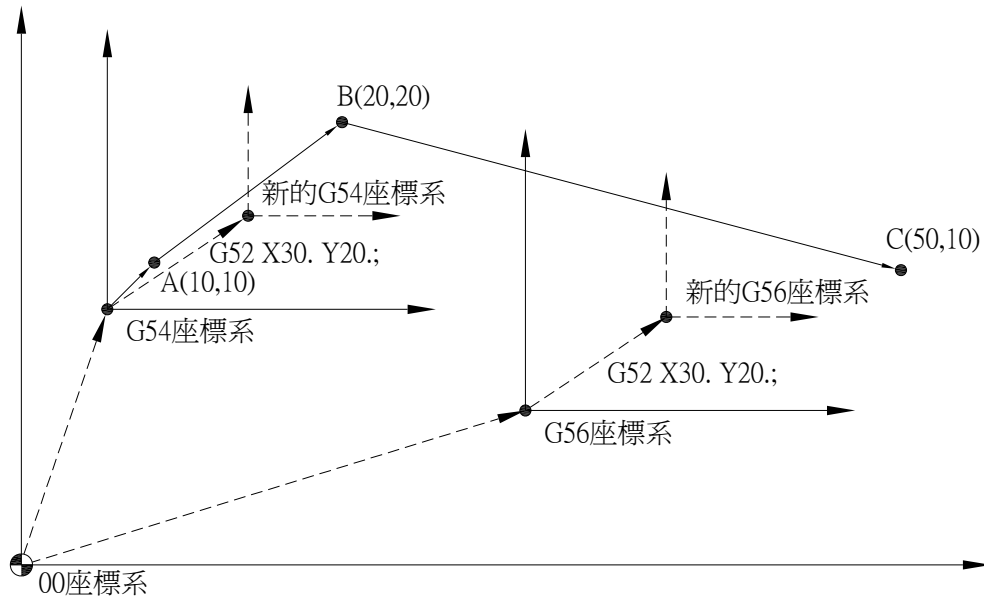 B(20,20)
新的G54座標系
G52 X30. Y20.;
A(10,10)
G54座標系
C(50,10)
新的G56座標系
G52 X30. Y20.;
G56座標系
00座標系